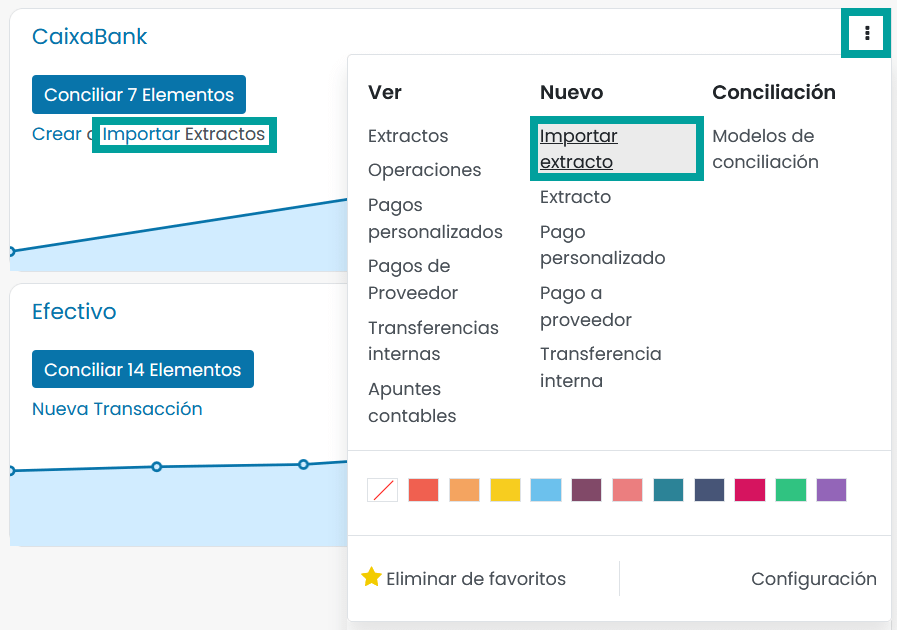 CaixaBank
Conciliar 7 Elementos
Crear
Importar Extractos
Efectivo
Conciliar 14 Elementos
Nueva Transacción
Ver
Extractos
Operaciones
Pagos
personalizados
Pagos de
Proveedor
Transferencias
internas
Apuntes
contables
Nuevo
Importar
extracto
Extracto
Pago
personalizado
Pago a
proveedor
Transferencia
interna
Conciliación
Modelos de
conciliación
Eliminar de favoritos
Configuración